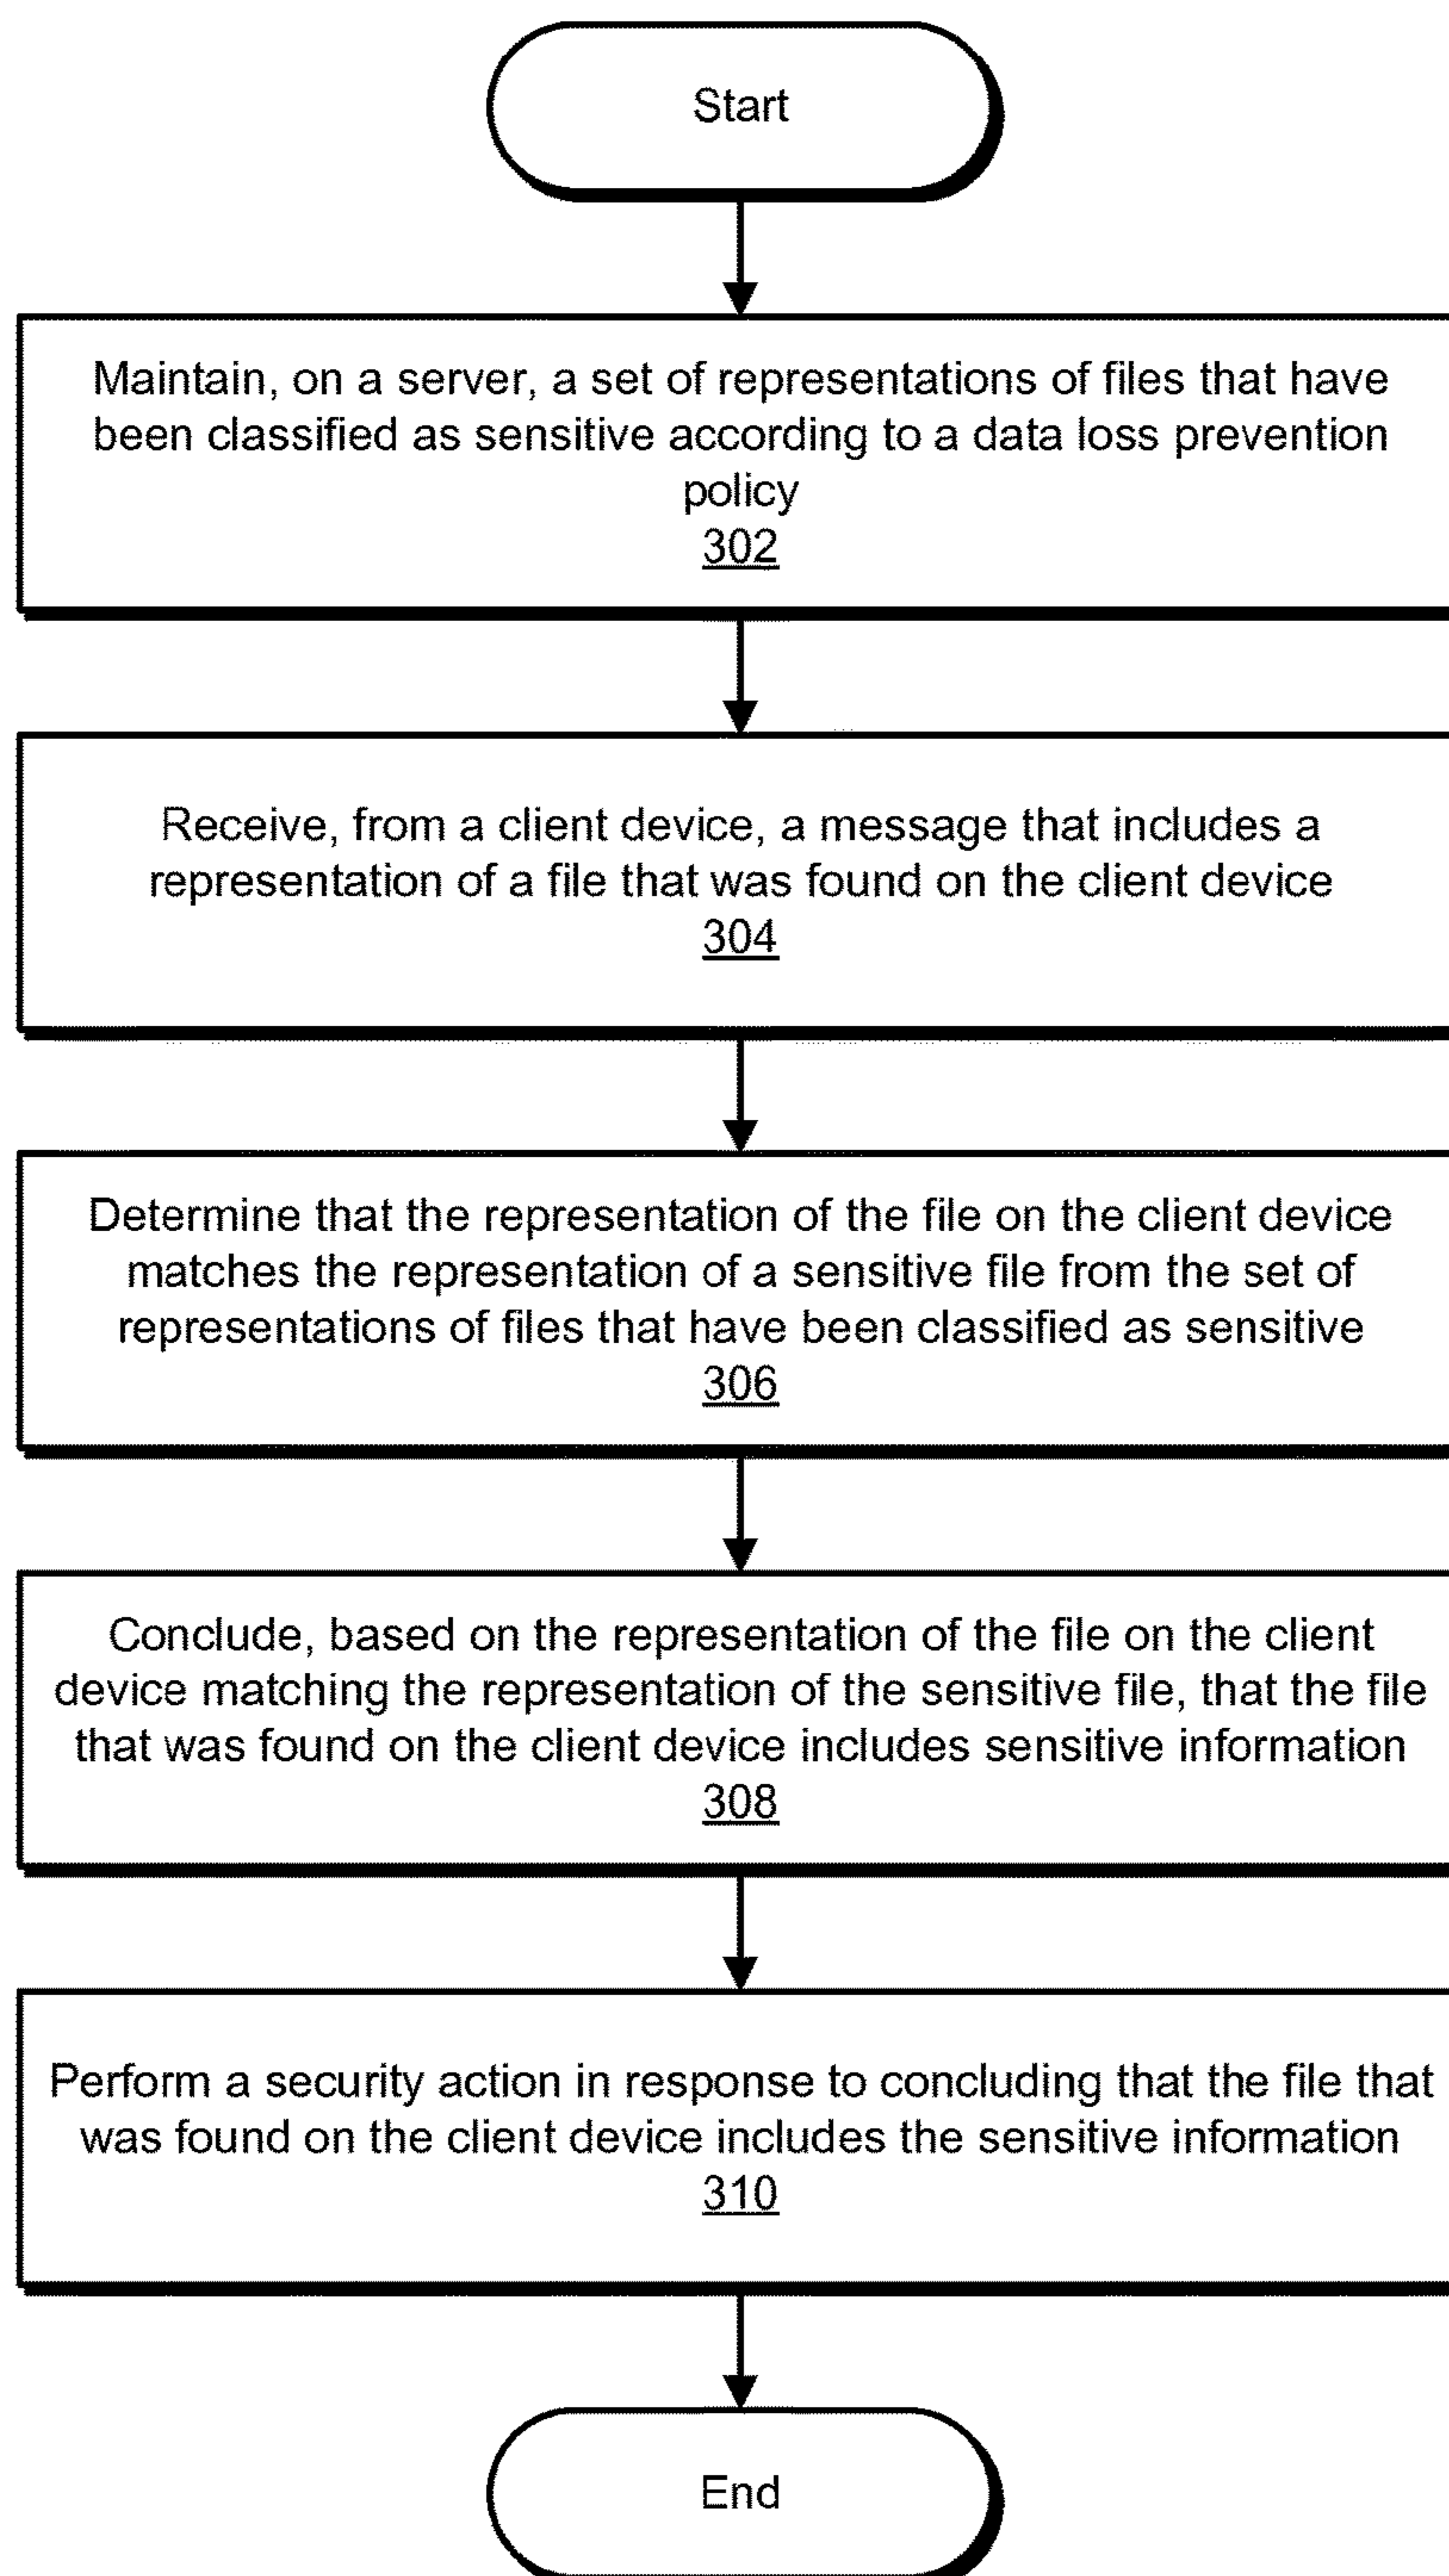 Start
Maintain, on a server, a set of representations of files that have
been classified as sensitive according to a data loss prevention
policy
302
Receive, from a client device, a message that includes a
representation of a file that was found on the client device
304
Determine that the representation of the file on the client device
matches the representation of a sensitive file from the set of
representations of files that have been classified as sensitive
306
Conclude, based on the representation of the file on the client
device matching the representation of the sensitive file, that the file
that was found on the client device includes sensitive information
308
Perform a security action in response to concluding that the file that
was found on the client device includes the sensitive information
310
End